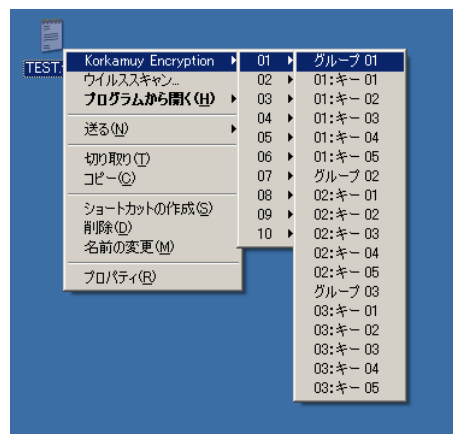 TEST.
Korkamuy Encryption
ウイルススキャン...
プログラムから開く(H)
送る(N)
切り取り(T)
コピー(C)
ショートカットの作成(S)
削除(D)
名前の変更(M)
プロパティ(R)
01
02
03
04
05
06
07
08
09
10
グループ 01
01:キー 01
01:キー 02
01:キー 03
01:キー 04
01:キー 05
グループ 02
02:キー 01
02:キー 02
02:キー 03
02:キー 04
02:キー 05
グループ 03
03:キー 01
03:キー 02
03:キー 03
03:キー 04
03:キー 05